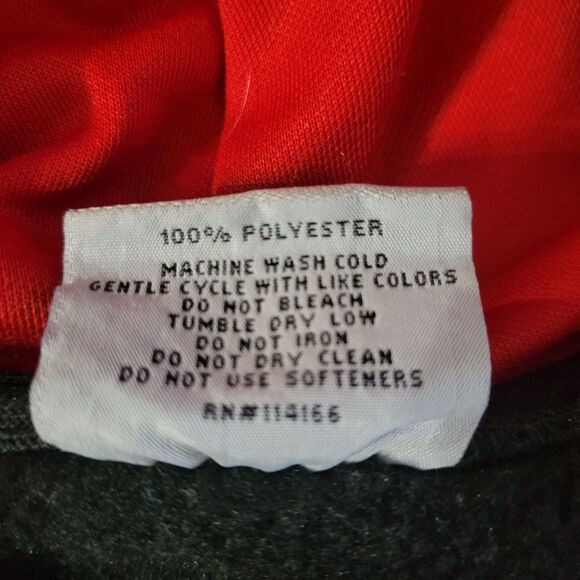 100% POLYESTER
MACHINE WASH COLD
GENTLE CYCLE WITH LIKE COLORS
DO NOT BLEACH
TUMBLE DRY LOW
DO NOT IRON
DO NOT DRY CLEAN
DO NOT USE SOFTENERS
RN#114166